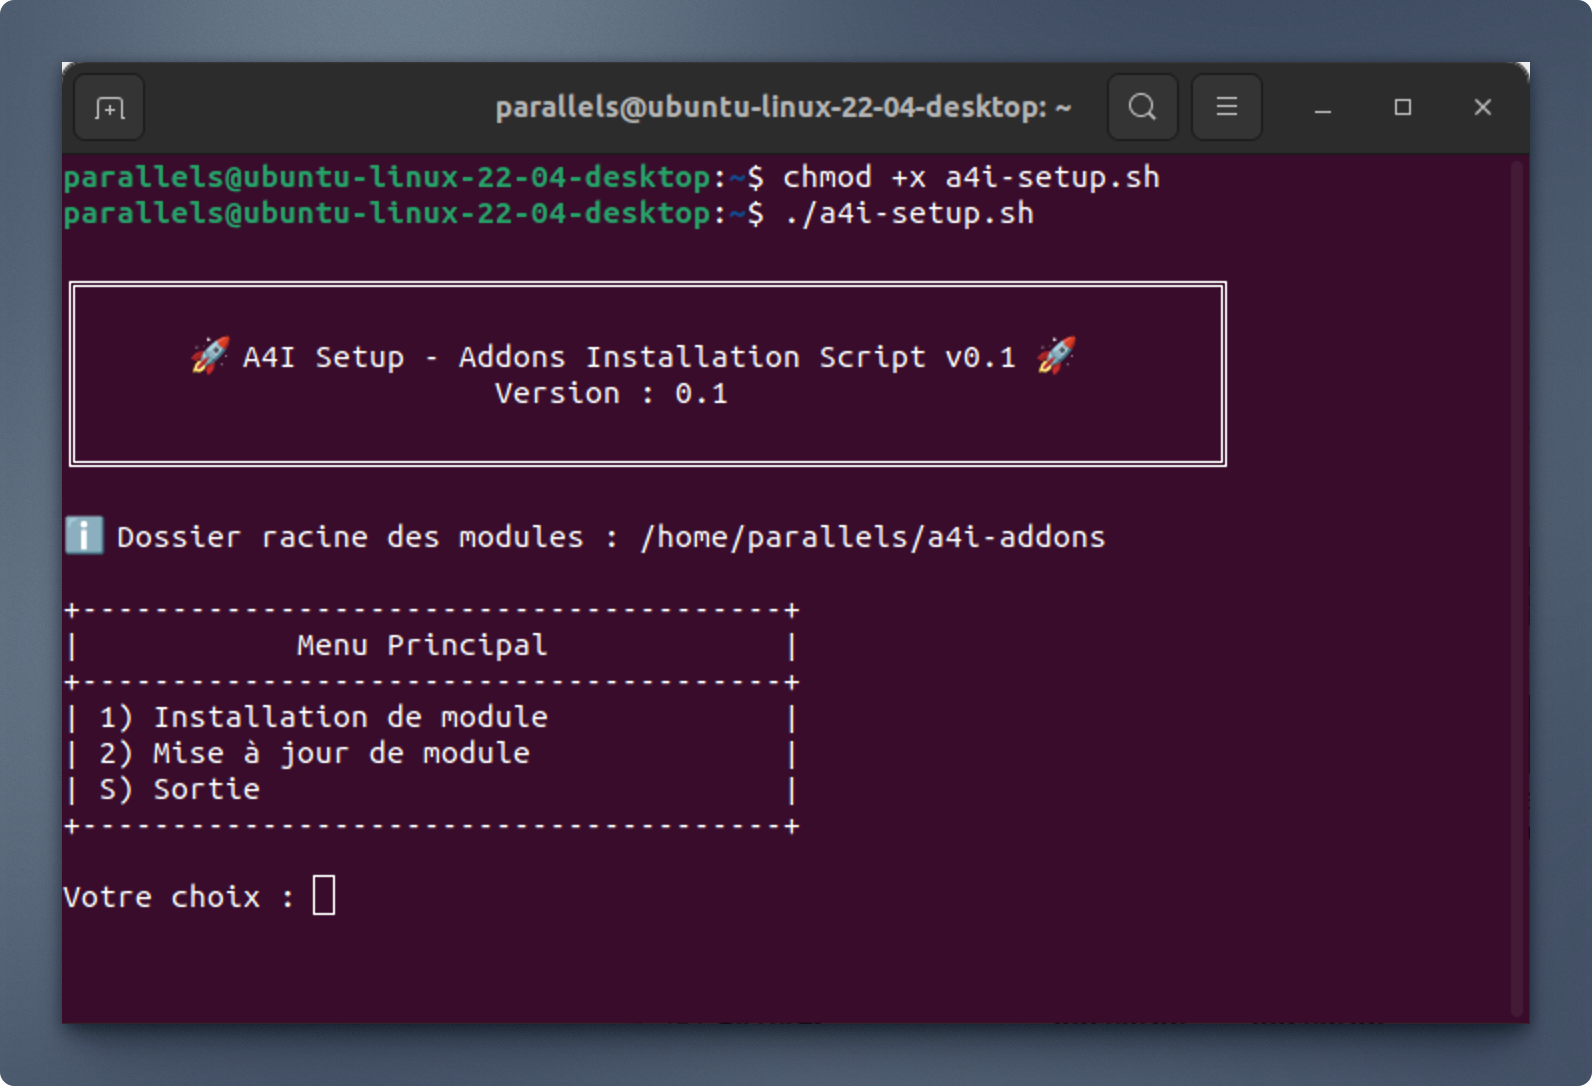 parallels@ubuntu-linux-22-04-desktop: ~
parallels@ubuntu-linux-22-04-desktop:~$ chmod +x a4i-setup.sh
parallels@ubuntu-linux-22-04-desktop:~$ ./a4i-setup.sh
🚀 A4I Setup - Addons Installation Script v0.1 🚀
Version : 0.1
ℹ️ Dossier racine des modules : /home/parallels/a4i-addons
+---------------------------------------+
| Menu Principal |
+---------------------------------------+
| 1) Installation de module |
| 2) Mise à jour de module |
| S) Sortie |
+---------------------------------------+
Votre choix :